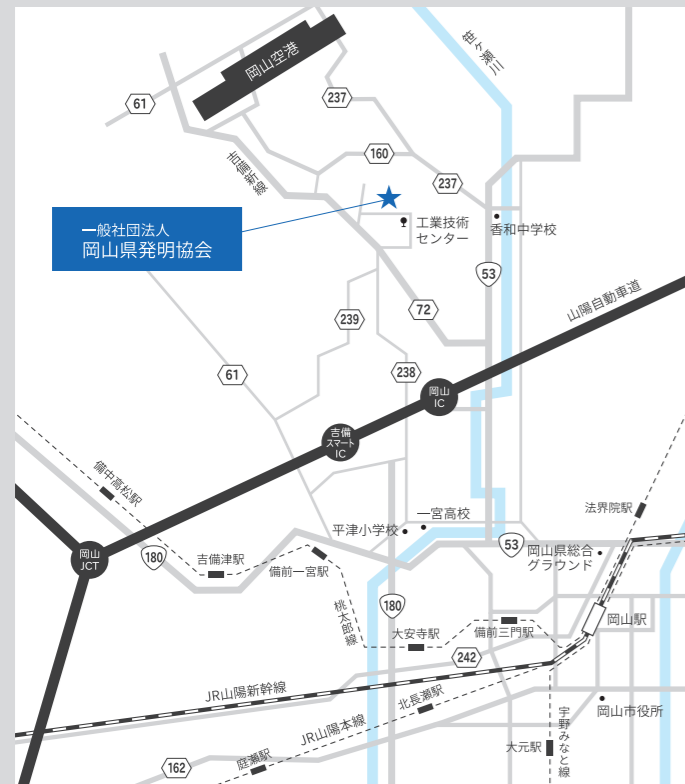 岡山空港
笹ヶ瀬川
61
237
160
吉備新線
237
一般社団法人
岡山県発明協会
工業技術
センター
香和中学校
53
山陽自動車道
72
239
61
238
岡山
IC
吉備
スマート
IC
備中高松駅
法界院駅
一宮高校
平津小学校
岡山
JCT
180
吉備津駅
備前一宮駅
53
岡山県総合
グラウンド
桃太郎線
180
大安寺駅
備前三門駅
岡山駅
242
JR山陽新幹線
北長瀬駅
JR山陽本線
岡山市役所
宇野みなと線
大元駅
庭瀬駅
162